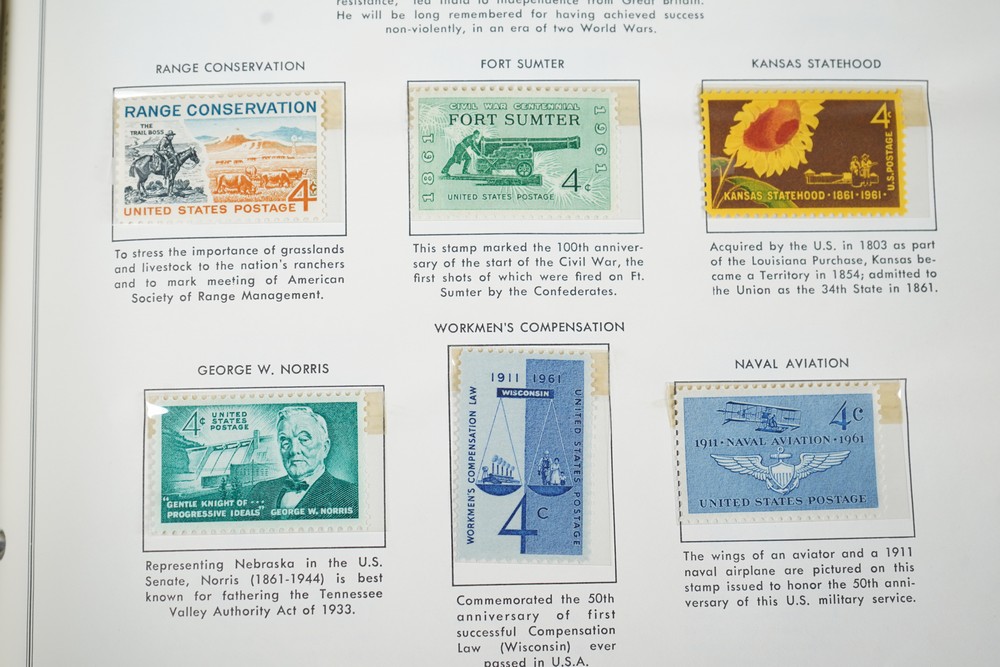 resistance, led India to independence from Great Britain.
He will be long remembered for having achieved success
non-violently, in an era of two World Wars.
RANGE CONSERVATION
RANGE CONSERVATION
THE
TRAIL BOSS
4¢
UNITED STATES POSTAGE
To stress the importance of grasslands
and livestock to the nation's ranchers
and to mark meeting of American
Society of Range Management.
FORT SUMTER
CIVIL WAR CENTENNIAL
FORT SUMTER
1861
1961
4¢
UNITED STATES POSTAGE
This stamp marked the 100th anniver-
sary of the start of the Civil War, the
first shots of which were fired on Ft.
Sumter by the Confederates.
KANSAS STATEHOOD
4¢
U.S. POSTAGE
KANSAS STATEHOOD · 1861-1961 ·
Acquired by the U.S. in 1803 as part
of the Louisiana Purchase, Kansas be-
came a Territory in 1854; admitted to
the Union as the 34th State in 1861.
GEORGE W. NORRIS
4¢
UNITED
STATES
POSTAGE
"GENTLE KNIGHT OF ...
PROGRESSIVE IDEALS" GEORGE W. NORRIS
Representing Nebraska in the U.S.
Senate, Norris (1861-1944) is best
known for fathering the Tennessee
Valley Authority Act of 1933.
WORKMEN'S COMPENSATION
1911 1961
WISCONSIN
WORKMEN'S COMPENSATION LAW
UNITED STATES POSTAGE
4c
Commemorated the 50th
anniversary of first
successful Compensation
Law (Wisconsin) ever
passed in U.S.A.
NAVAL AVIATION
4c
1911 · NAVAL AVIATION · 1961
UNITED STATES POSTAGE
The wings of an aviator and a 1911
naval airplane are pictured on this
stamp issued to honor the 50th anni-
versary of this U.S. military service.